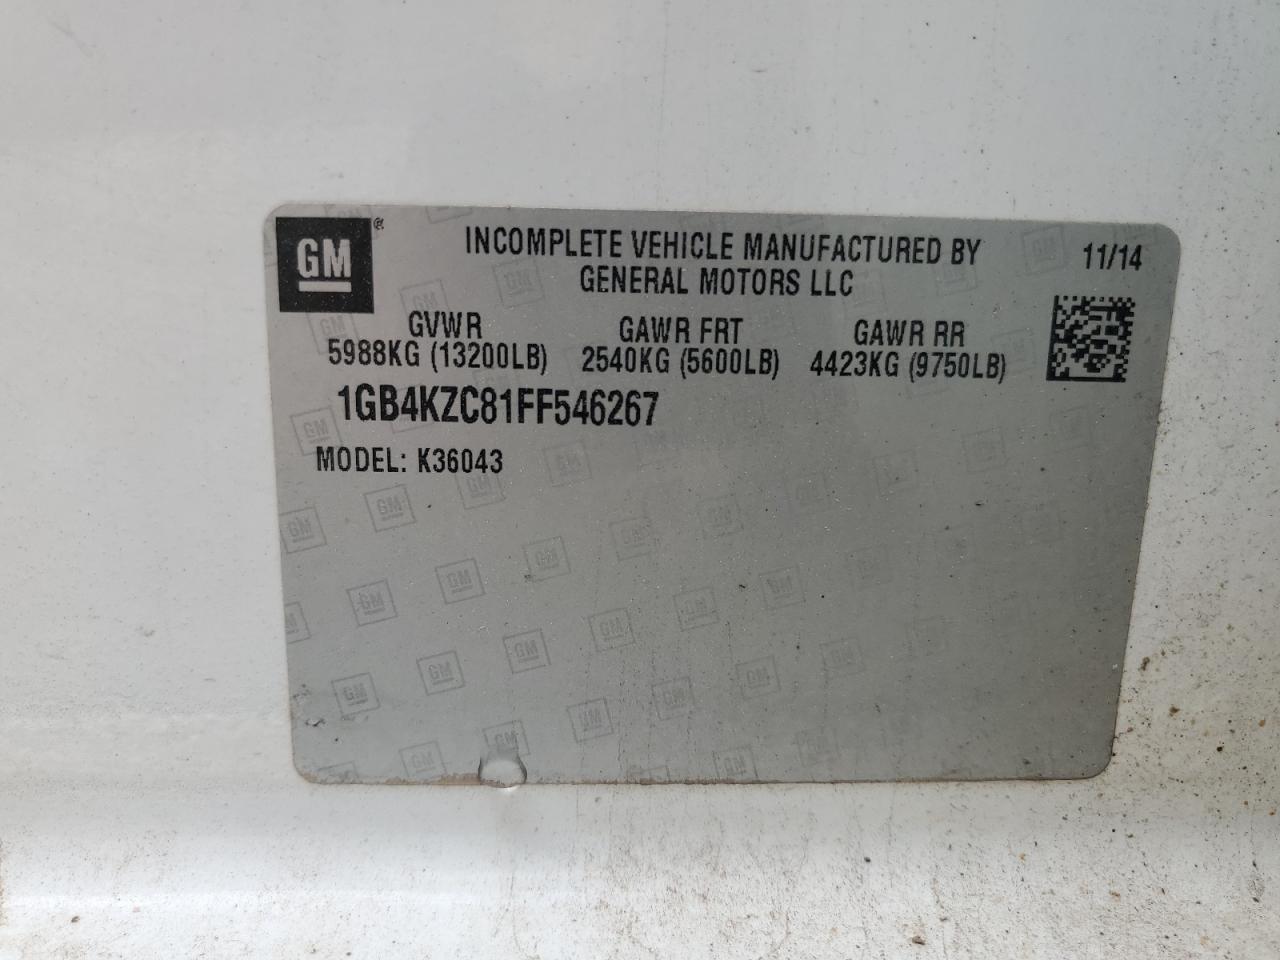 GM®
INCOMPLETE VEHICLE MANUFACTURED BY
GENERAL MOTORS LLC
11/14
GVWR
5988KG (13200LB)
GAWR FRT
2540KG (5600LB)
GAWR RR
4423KG (9750LB)
1GB4KZC81FF546267
MODEL: K36043